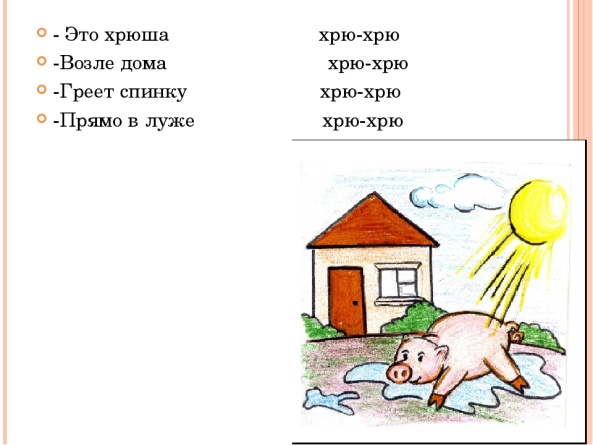 - Это хрюша хрю-хрю
-Возле дома хрю-хрю
-Греет спинку хрю-хрю
-Прямо в луже хрю-хрю